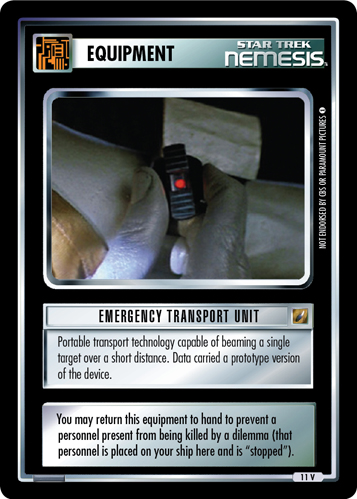 EQUIPMENT
STAR TREK
NEMESIS
NOT ENDORSED BY CBS OR PARAMOUNT PICTURES
EMERGENCY TRANSPORT UNIT
Portable transport technology capable of beaming a single
target over a short distance. Data carried a prototype version
of the device.
You may return this equipment to hand to prevent a
personnel present from being killed by a dilemma (that
personnel is placed on your ship here and is “stopped”).
11 V